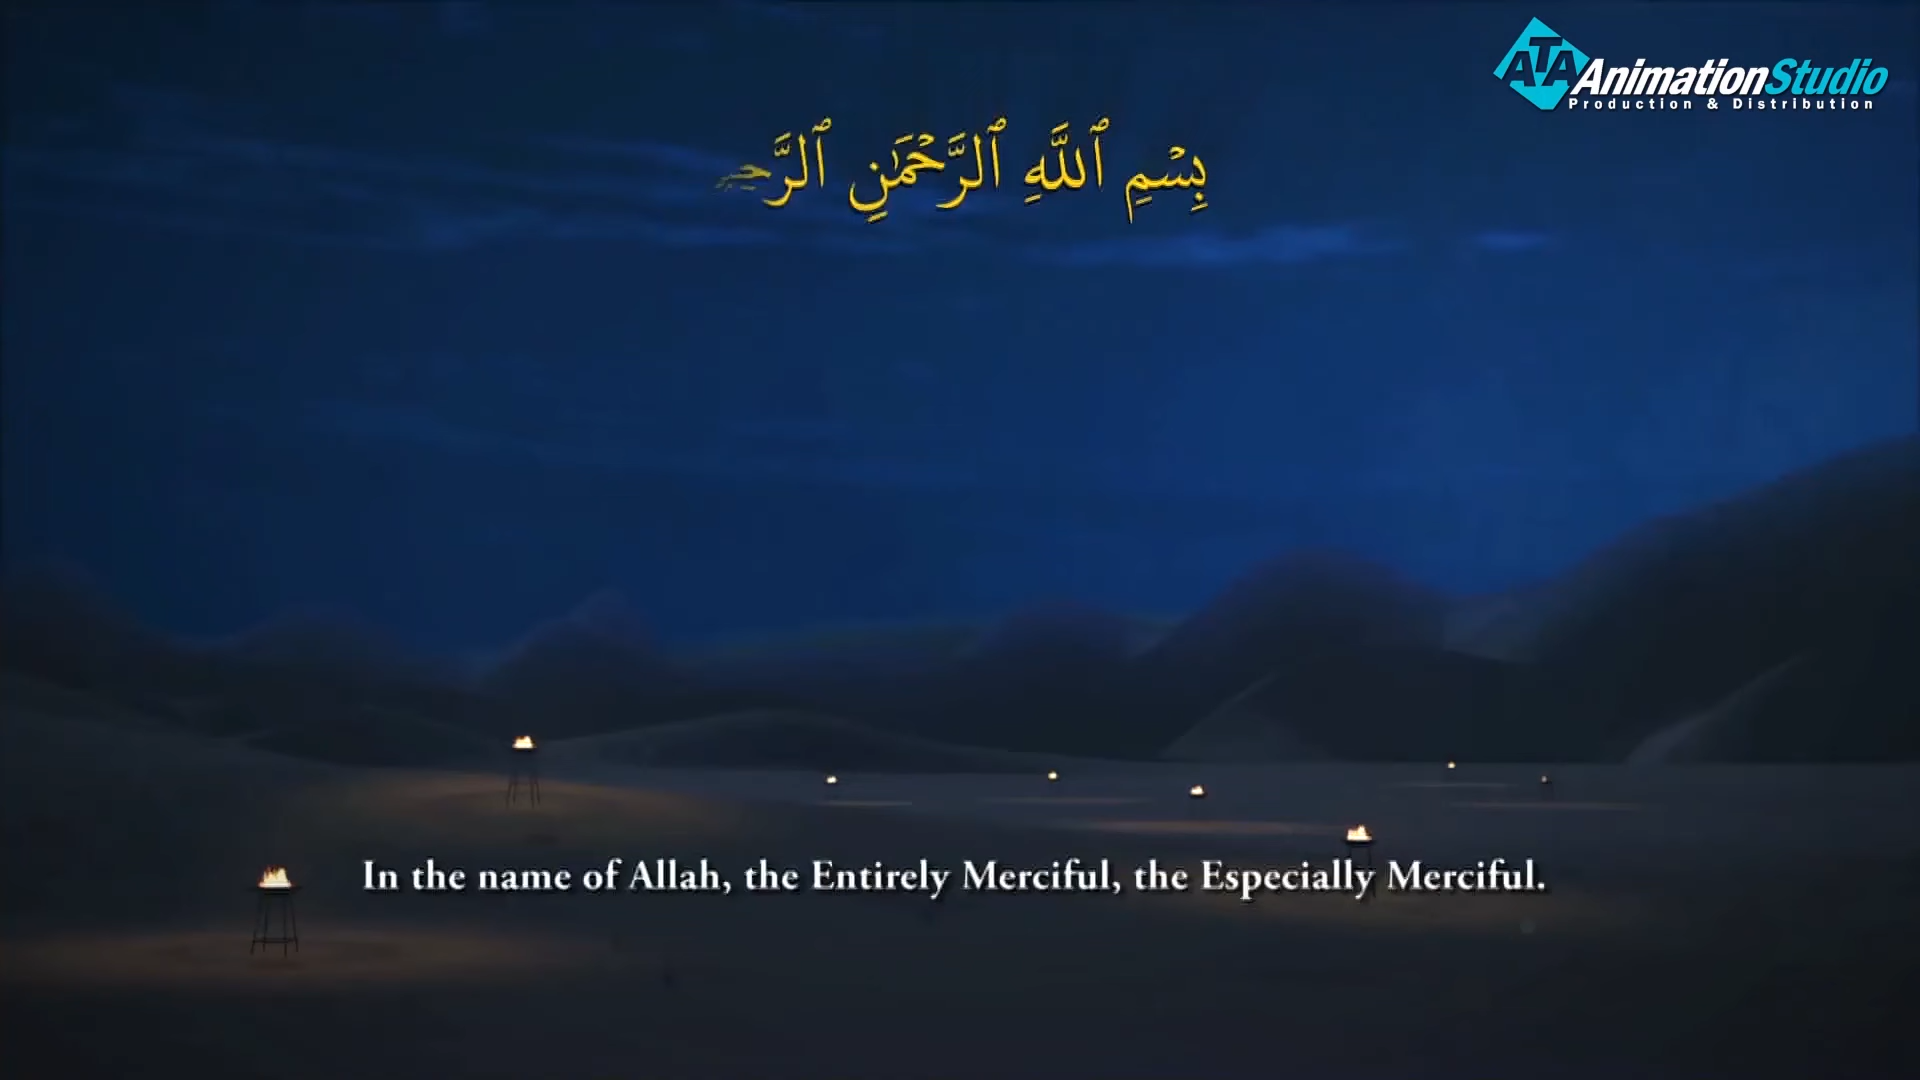 ATA AnimationStudio
Production & Distribution
بِسْمِ ٱللَّهِ ٱلرَّحْمَٰنِ
In the name of Allah, the Entirely Merciful, the Especially Merciful.